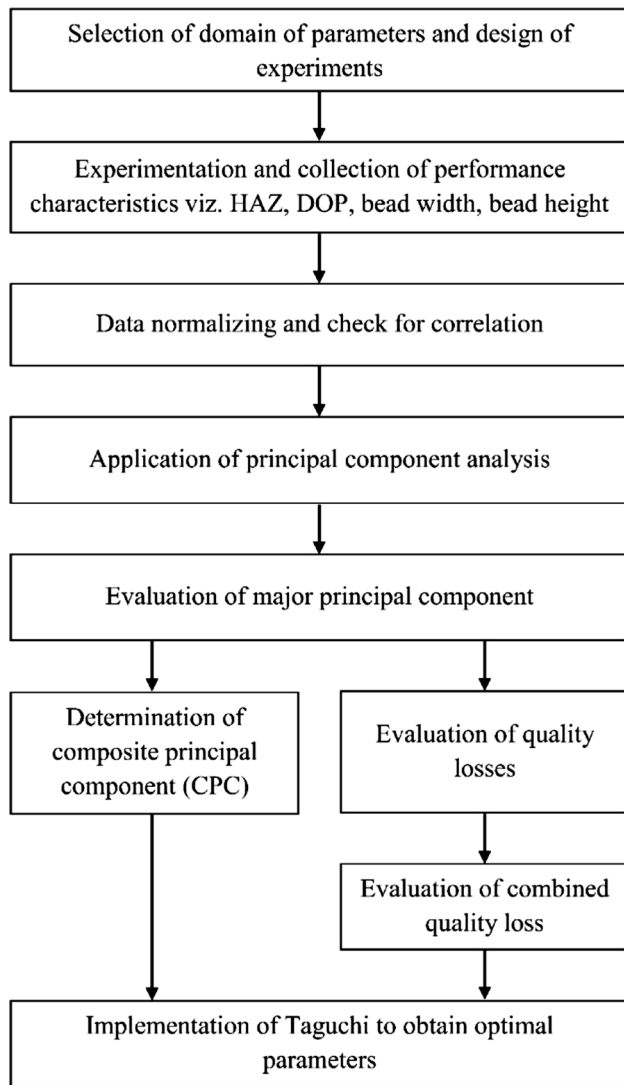 Selection of domain of parameters and design of
experiments
Experimentation and collection of performance
characteristics viz. HAZ, DOP, bead width, bead height
Data normalizing and check for correlation
Application of principal component analysis
Evaluation of major principal component
Determination of
composite principal
component (CPC)
Evaluation of quality
losses
Evaluation of combined
quality loss
Implementation of Taguchi to obtain optimal
parameters